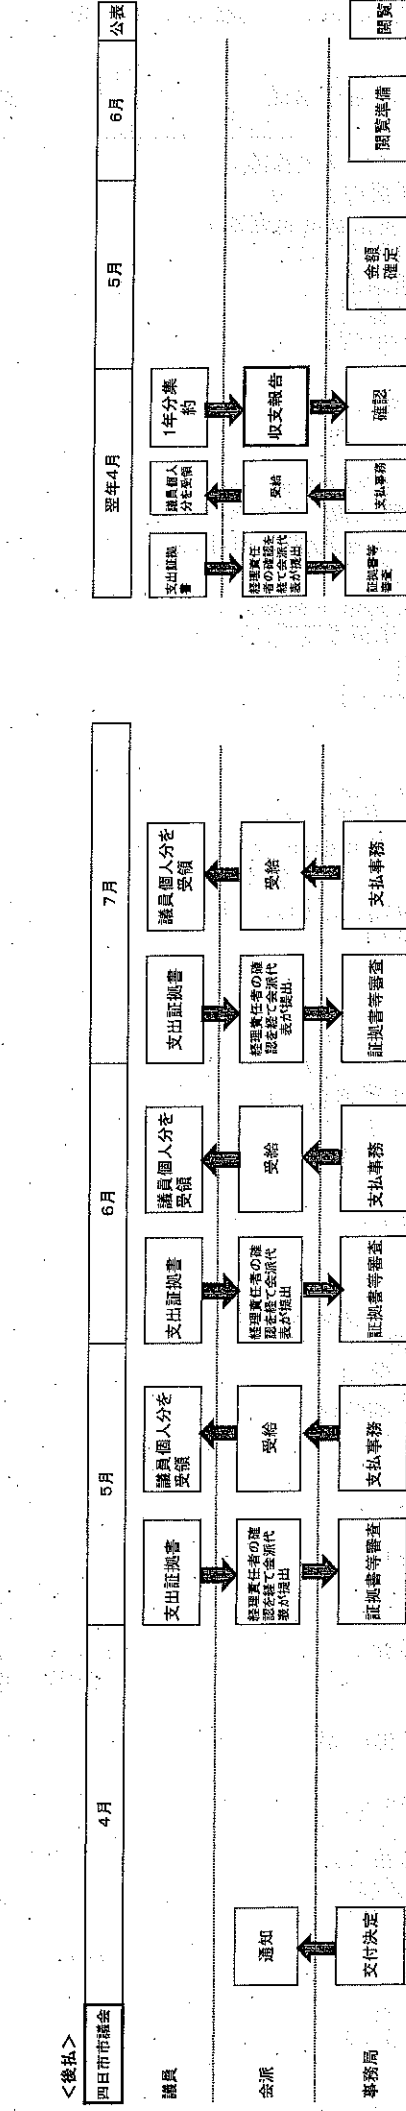 ＜後払＞
四日市市議会
4月
5月
6月
7月
翌年4月
5月
6月
公表
議員
支出証拠書
議員個人分を
受領
支出証拠書
議員個人分を
受領
支出証拠書
議員個人分を
受領
支出証拠
書
議員個人
分を受領
1年分集
約
会派
通知
経理責任者の確
認を経て会派代
表が提出
受給
経理責任者の確
認を経て会派代
表が提出
受給
経理責任者の確
認を経て会派代
表が提出
受給
経理責任
者の確認を
経て会派代
表が提出
受給
収支報告
事務局
交付決定
証拠書等審査
支払事務
証拠書等審査
支払事務
証拠書等審査
支払事務
証拠書等
審査
支払事務
確認
金額
確定
閲覧準備
閲覧